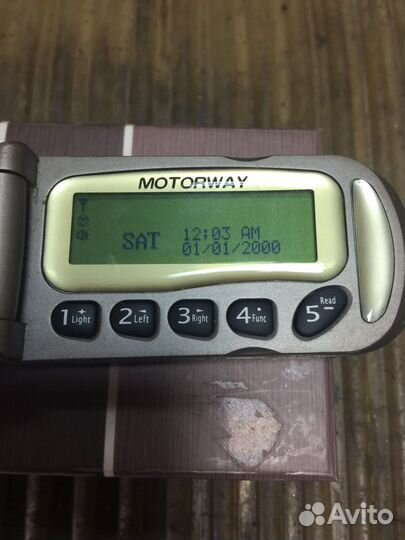 MOTORWAY
SAT 12:03 AM
01/01/2000
1 + Light 2 Left 3 Right 4 Func 5 Read
Avito